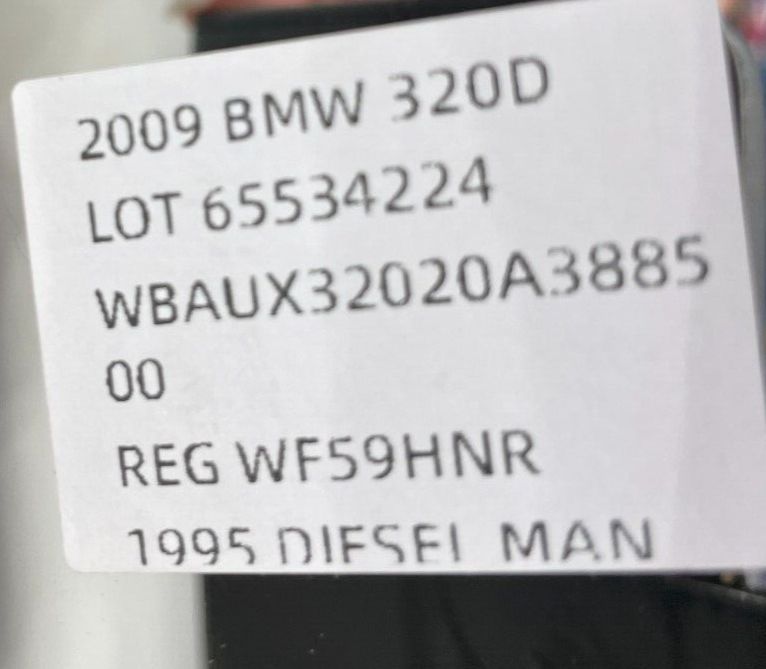 2009 BMW 320D
LOT 65534224
WBAUX32020A3885
00
REG WF59HNR
1995 DIESEL MAN